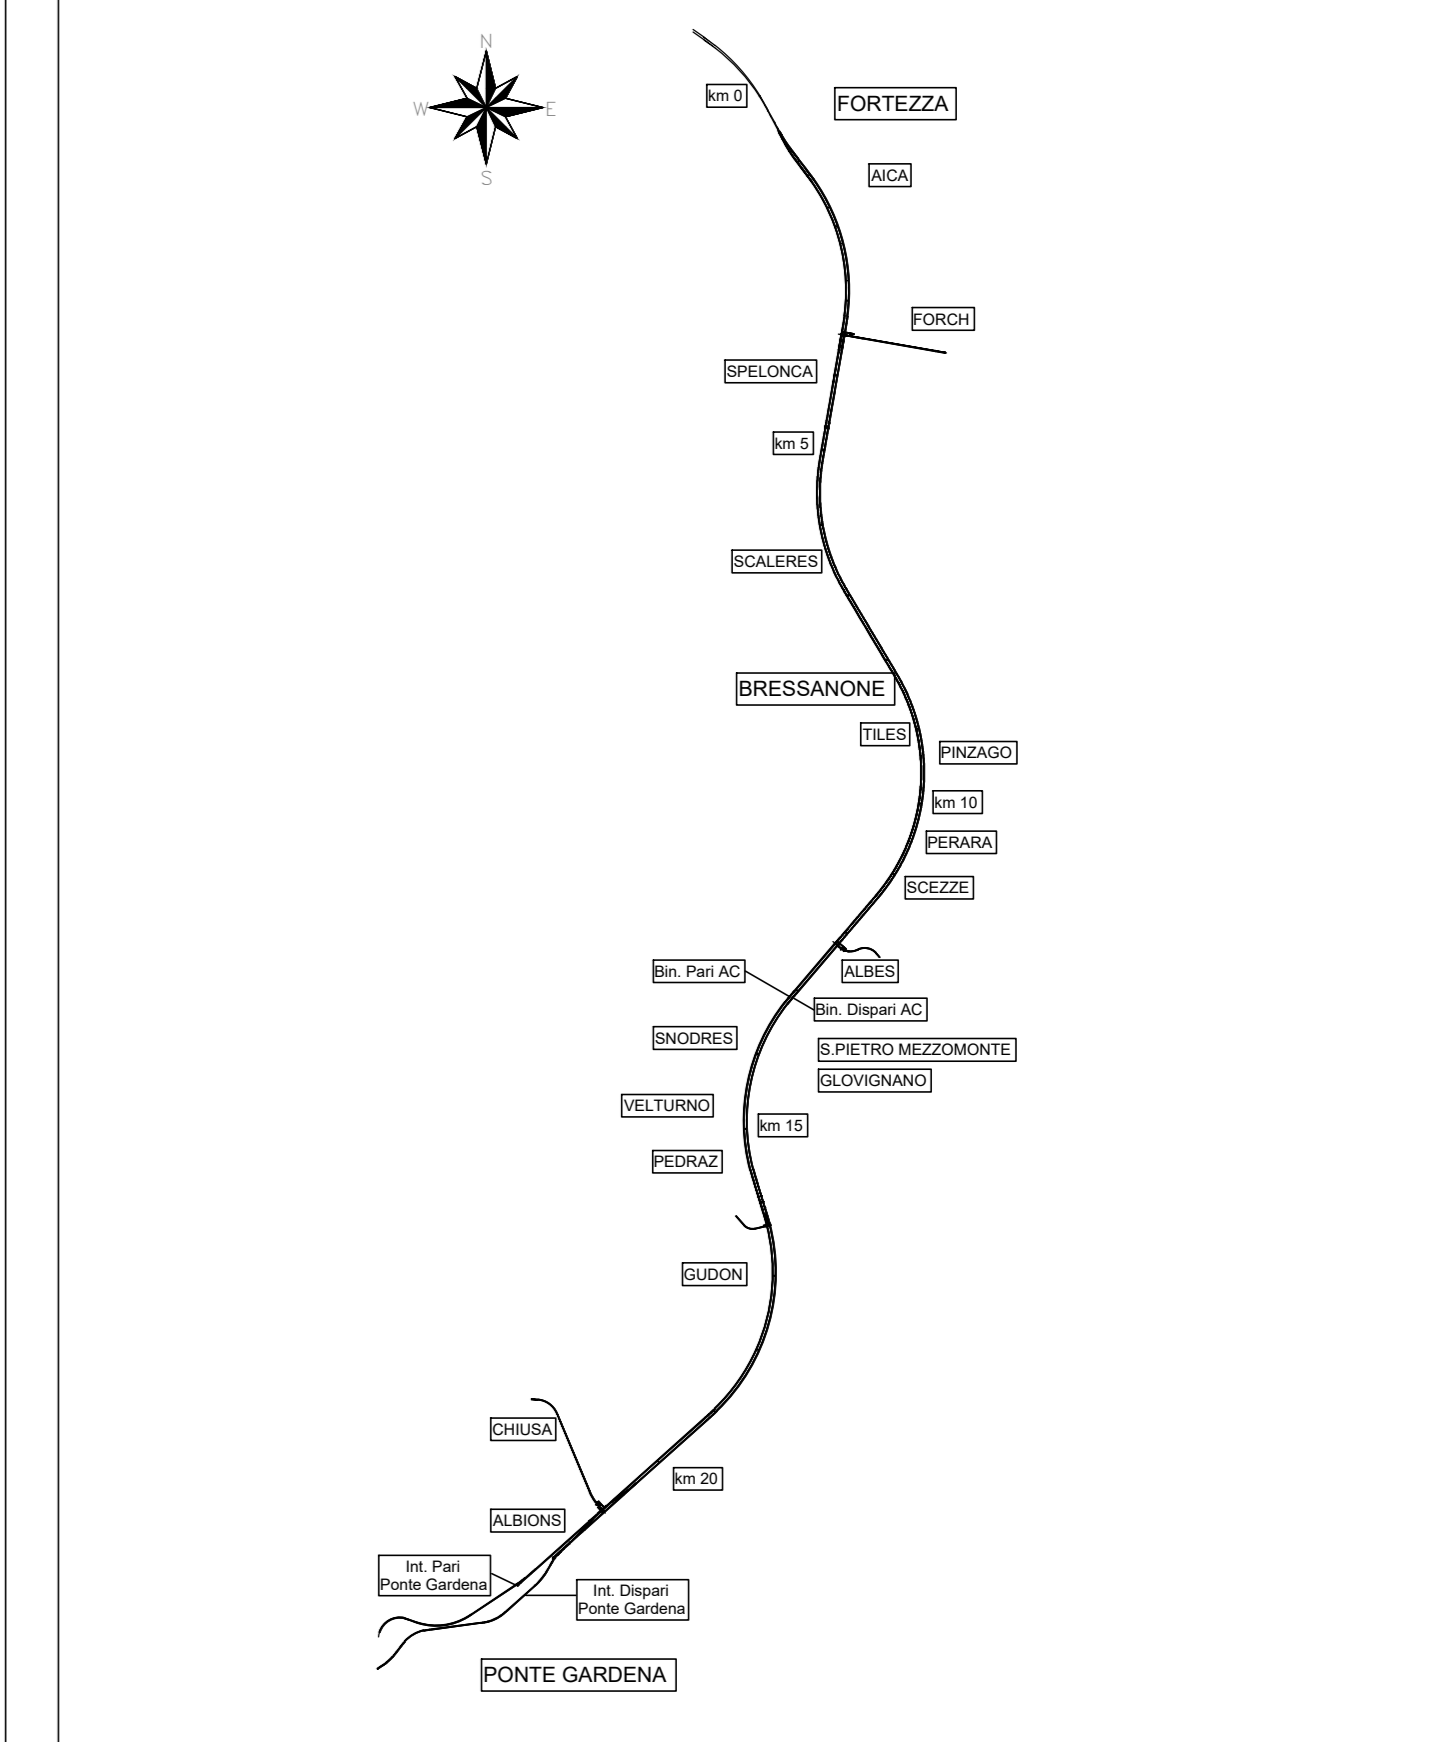 N
W
E
S
km 0
FORTEZZA
AICA
FORCH
SPELONCA
km 5
SCALERES
BRESSANONE
TILES
PINZAGO
km 10
PERARA
SCEZZE
Bin. Pari AC
ALBES
Bin. Dispari AC
SNODRES
S.PIETRO MEZZOMONTE
GLOVIGNANO
VELTURNO
km 15
PEDRAZ
GUDON
CHIUSA
km 20
ALBIONS
Int. Pari
Ponte Gardena
Int. Dispari
Ponte Gardena
PONTE GARDENA